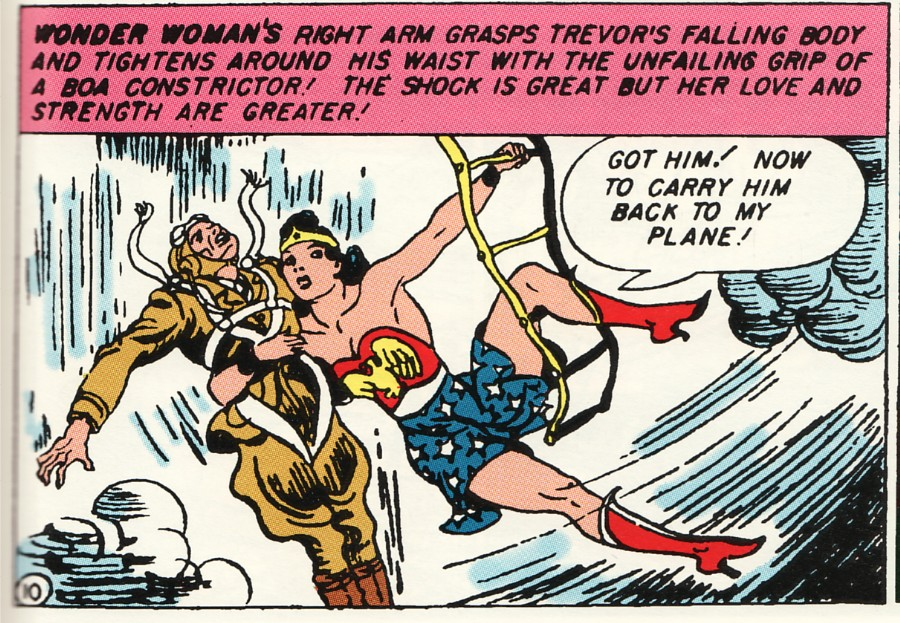 WONDER WOMAN'S RIGHT ARM GRASPS TREVOR'S FALLING BODY
AND TIGHTENS AROUND HIS WAIST WITH THE UNFAILING GRIP OF
A BOA CONSTRICTOR! THE SHOCK IS GREAT BUT HER LOVE AND
STRENGTH ARE GREATER!
GOT HIM! NOW
TO CARRY HIM
BACK TO MY
PLANE!
10